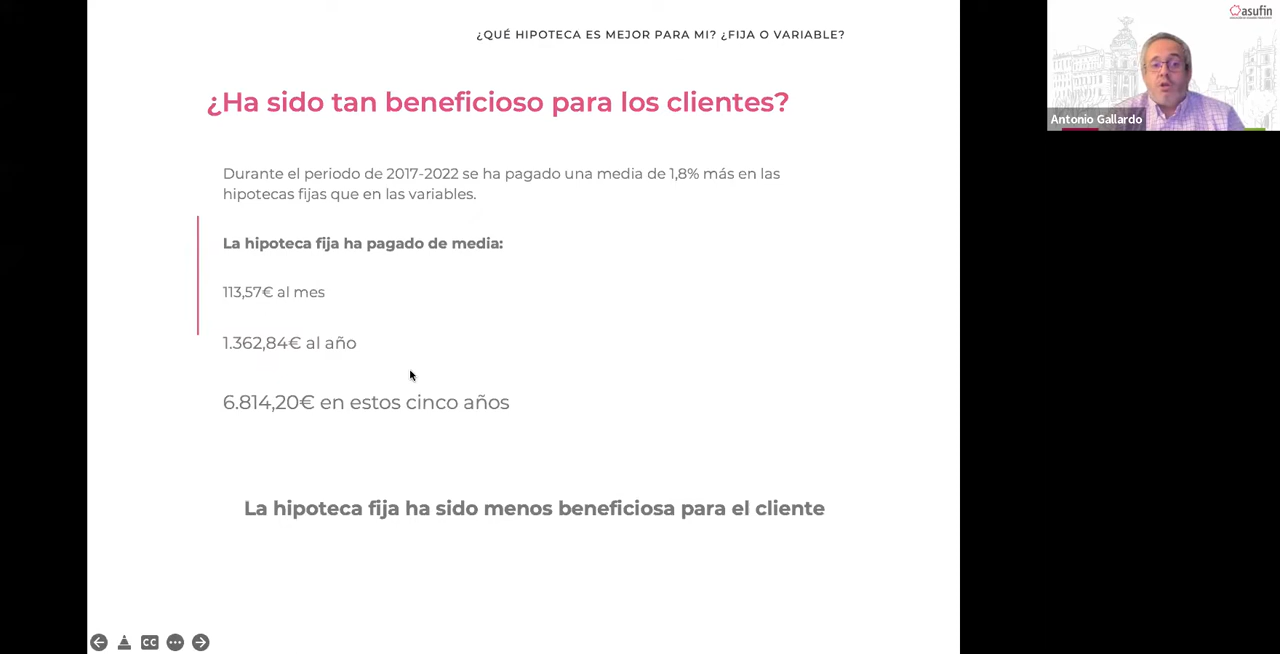 ¿QUÉ HIPOTECA ES MEJOR PARA MI? ¿FIJA O VARIABLE?
¿Ha sido tan beneficioso para los clientes?
Durante el periodo de 2017-2022 se ha pagado una media de 1,8% más en las
hipotecas fijas que en las variables.
La hipoteca fija ha pagado de media:
113,57€ al mes
1.362,84€ al año
6.814,20€ en estos cinco años
La hipoteca fija ha sido menos beneficiosa para el cliente
CC
asufin
Antonio Gallardo